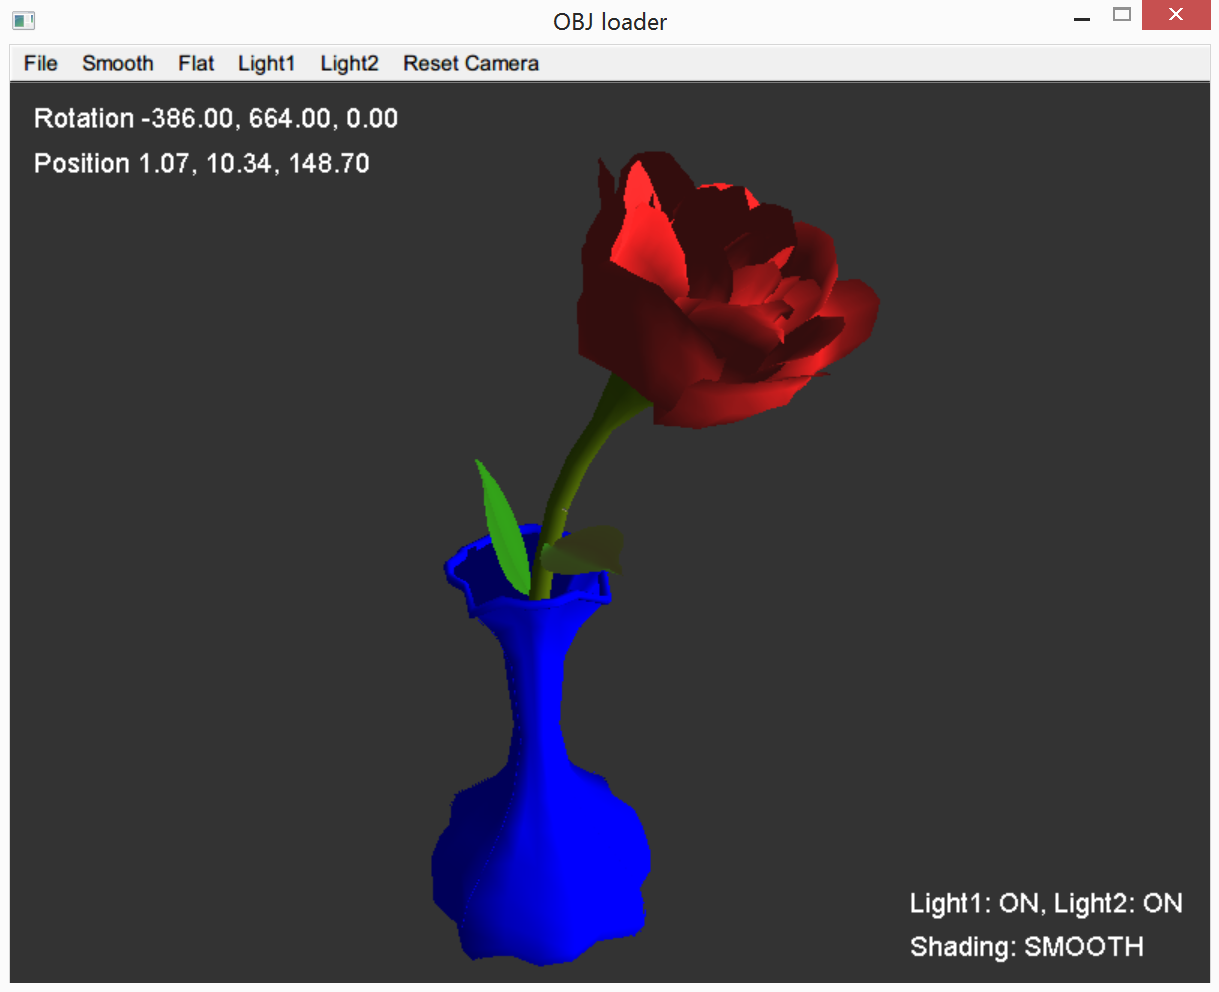 OBJ loader
File Smooth Flat Light1 Light2 Reset Camera
Rotation -386.00, 664.00, 0.00
Position 1.07, 10.34, 148.70
Light1: ON, Light2: ON
Shading: SMOOTH